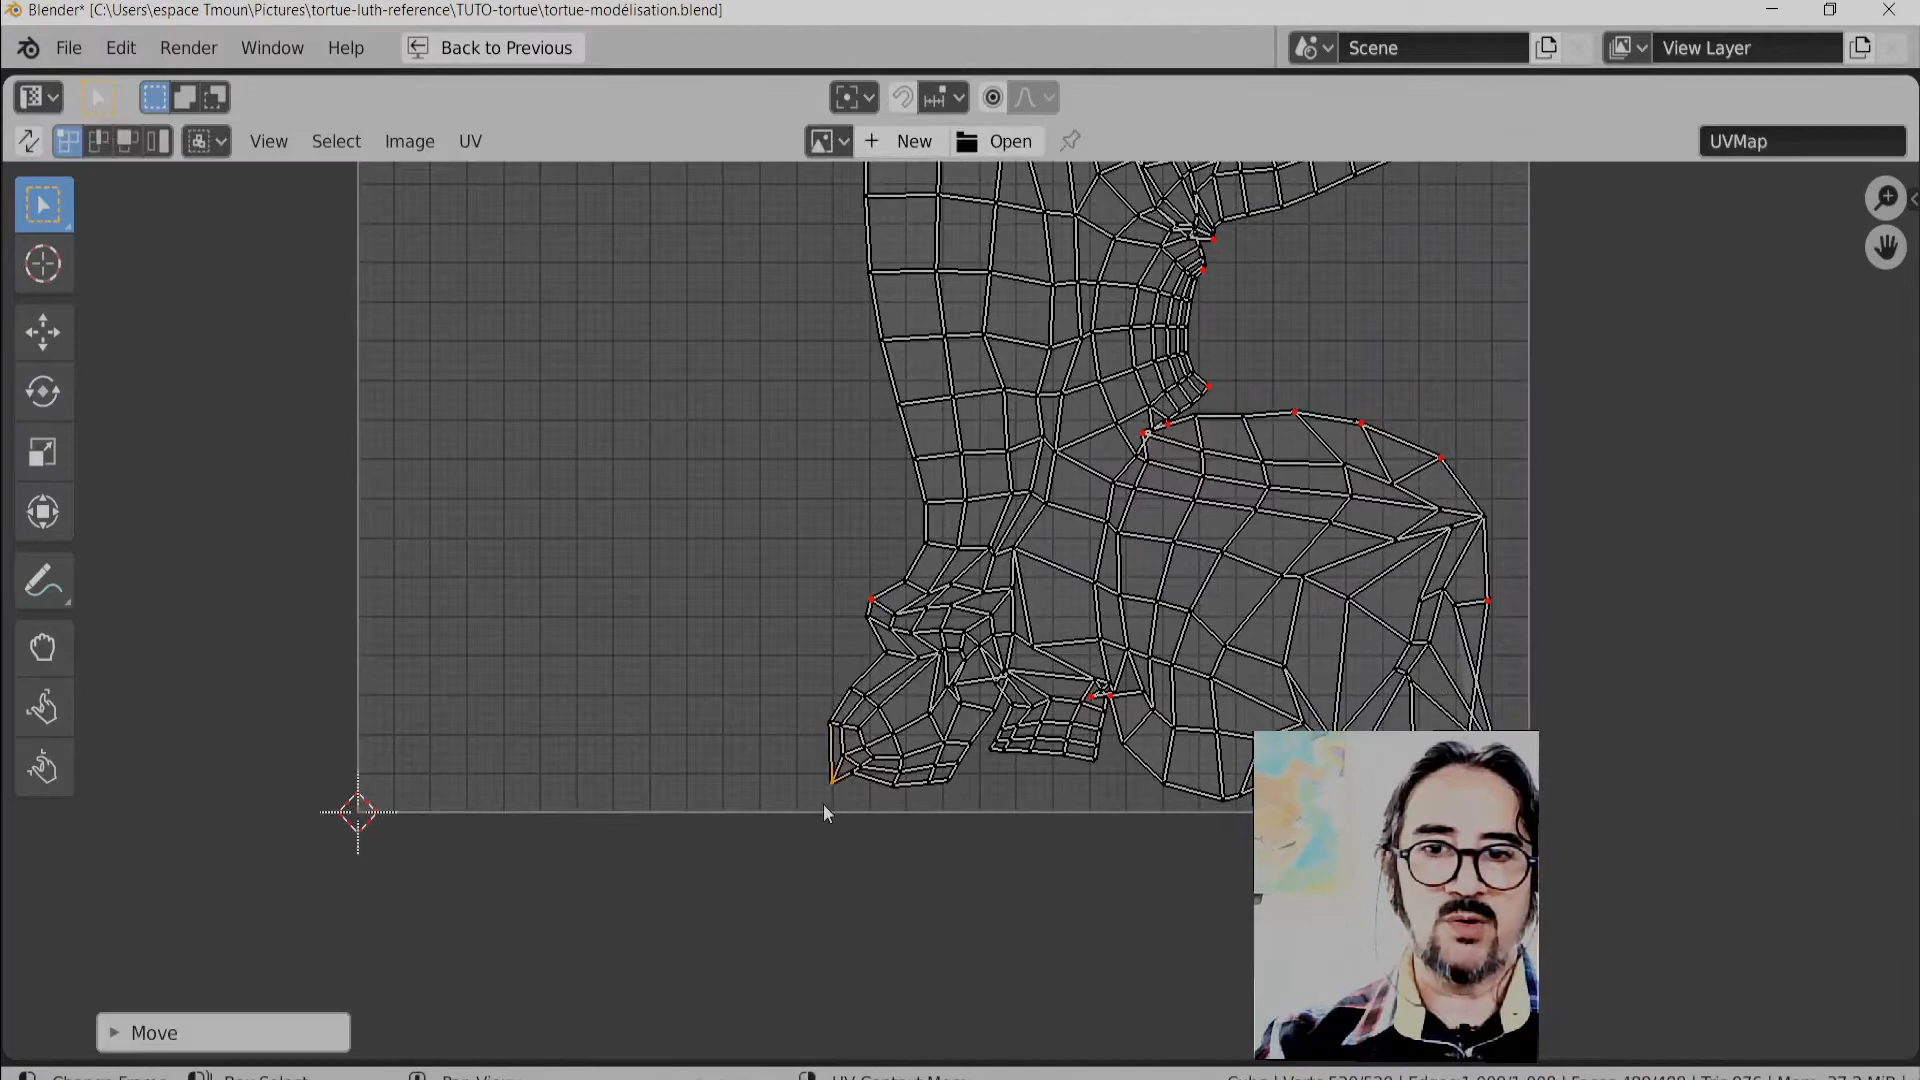 Blender* [C:\Users\espace Tmoun\Pictures\tortue-luth-reference\TUTO-tortue\tortue-modélisation.blend]
File Edit Render Window Help Back to Previous Scene View Layer
View Select Image UV + New Open UVMap
Move